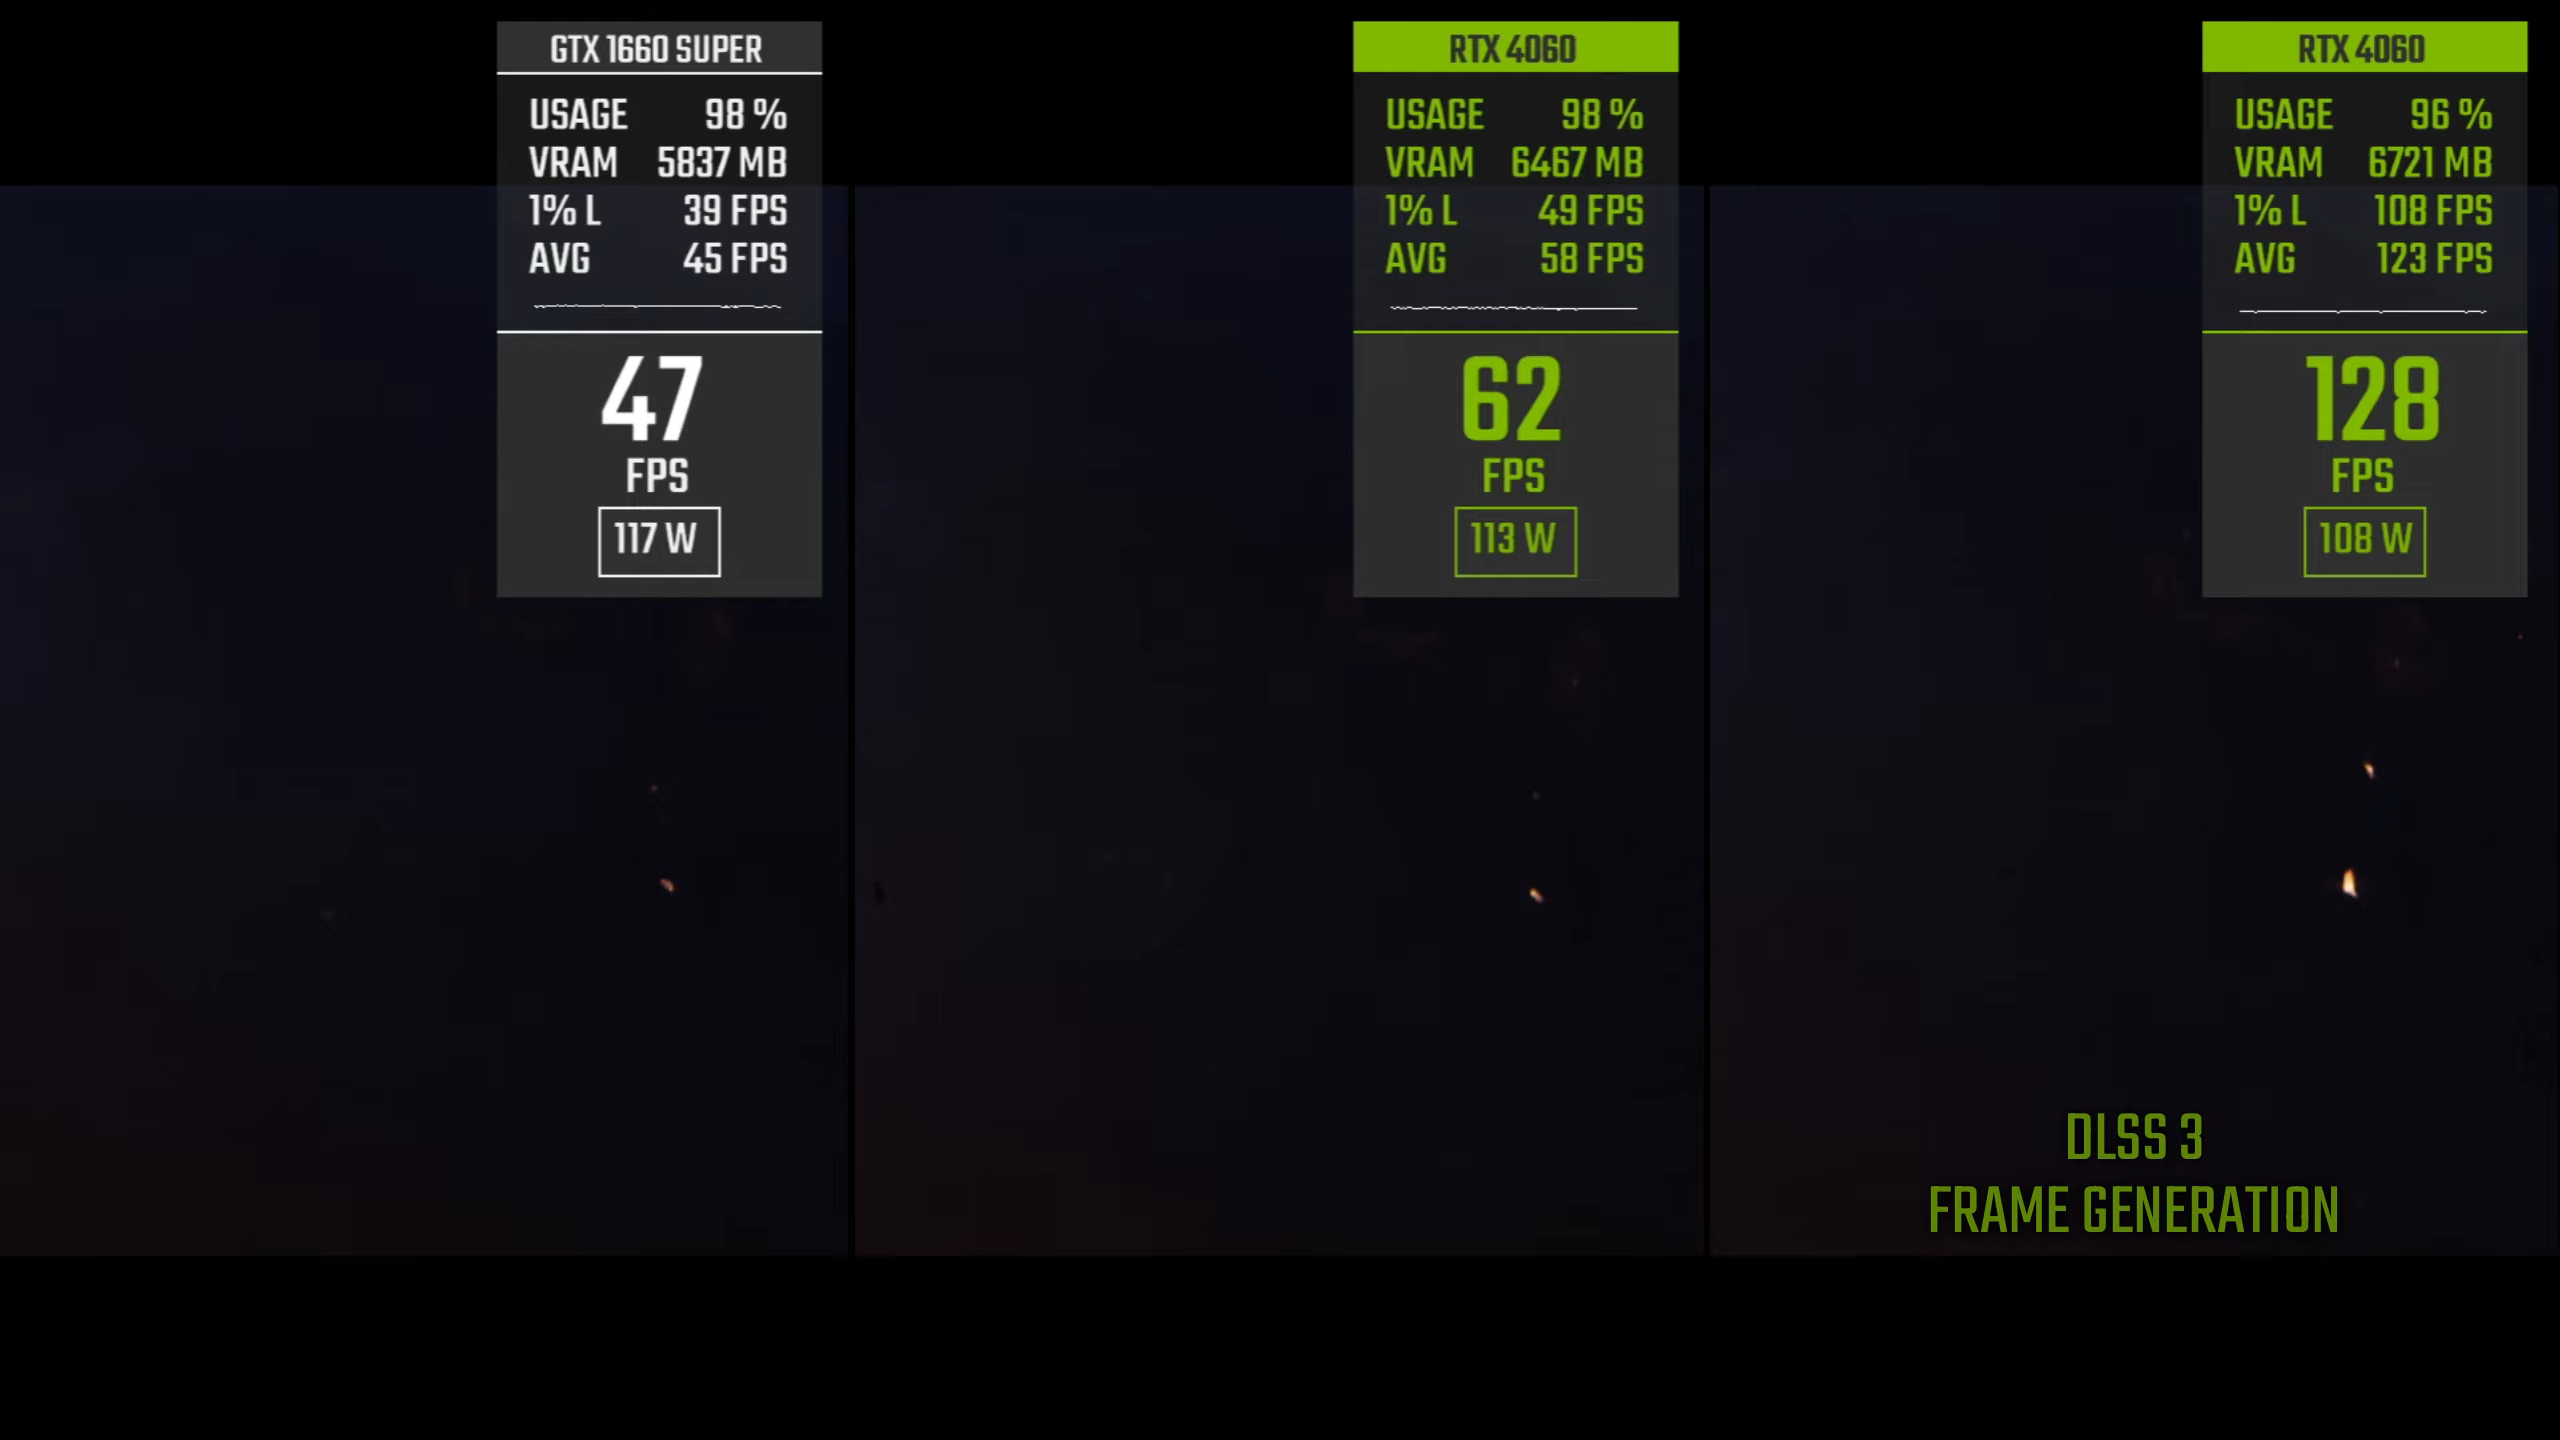 GTX 1660 SUPER
USAGE 98 %
VRAM 5837 MB
1% L 39 FPS
AVG 45 FPS
47
FPS
117 W
RTX 4060
USAGE 98 %
VRAM 6467 MB
1% L 49 FPS
AVG 58 FPS
62
FPS
113 W
RTX 4060
USAGE 96 %
VRAM 6721 MB
1% L 108 FPS
AVG 123 FPS
128
FPS
108 W
DLSS 3
FRAME GENERATION